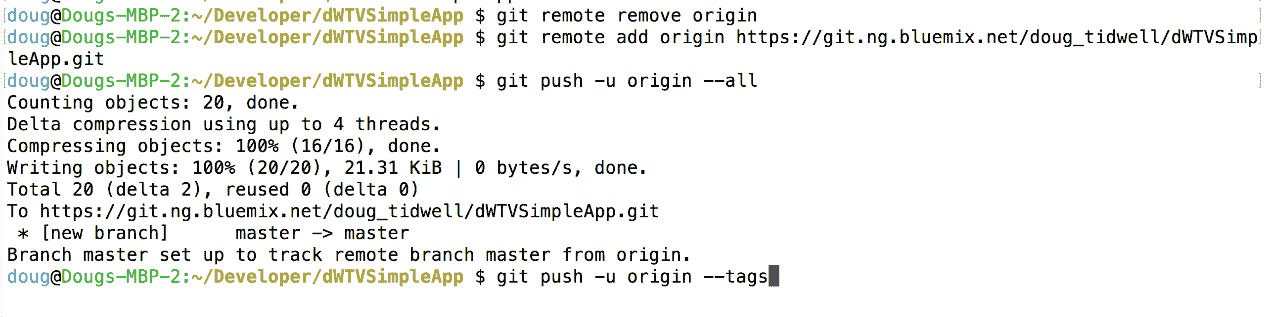 doug@Dougs-MBP-2:~/Developer/dWTVSimpleApp $ git remote remove origin
doug@Dougs-MBP-2:~/Developer/dWTVSimpleApp $ git remote add origin https://git.ng.bluemix.net/doug_tidwell/dWTVSimp
leApp.git
doug@Dougs-MBP-2:~/Developer/dWTVSimpleApp $ git push -u origin --all
Counting objects: 20, done.
Delta compression using up to 4 threads.
Compressing objects: 100% (16/16), done.
Writing objects: 100% (20/20), 21.31 KiB | 0 bytes/s, done.
Total 20 (delta 2), reused 0 (delta 0)
To https://git.ng.bluemix.net/doug_tidwell/dWTVSimpleApp.git
 * [new branch]      master -> master
Branch master set up to track remote branch master from origin.
doug@Dougs-MBP-2:~/Developer/dWTVSimpleApp $ git push -u origin --tags